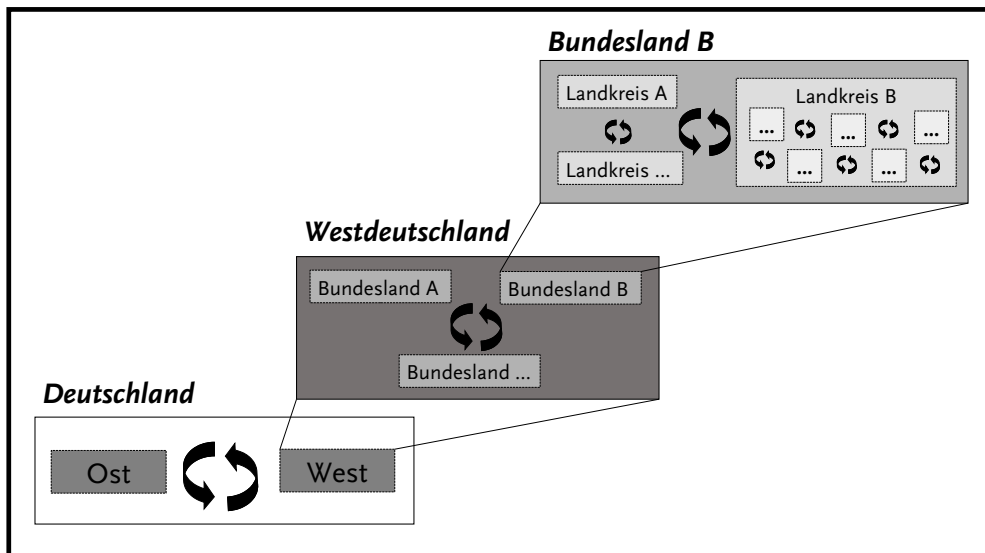 Bundesland B
Landkreis A
Landkreis B
... ... ...
Landkreis ...
... ...
Westdeutschland
Bundesland A
Bundesland B
Bundesland ...
Deutschland
Ost
West